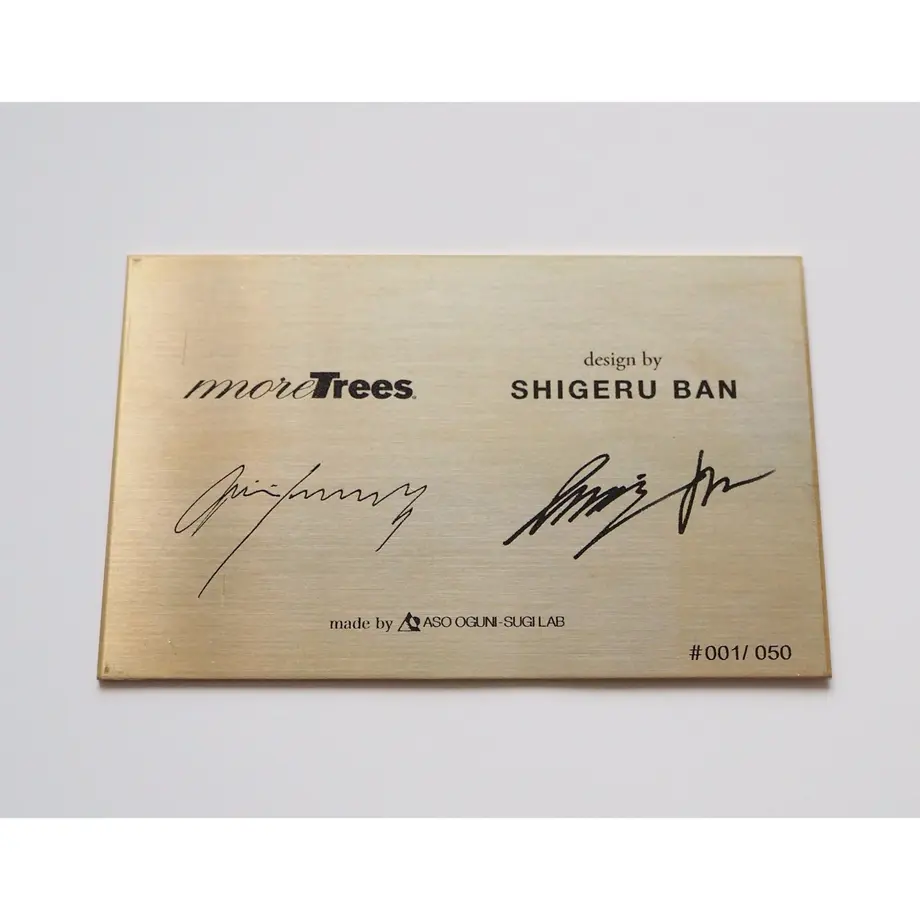 moreTrees
design by
SHIGERU BAN
made by ASO OGUNI-SUGI LAB
#001/050